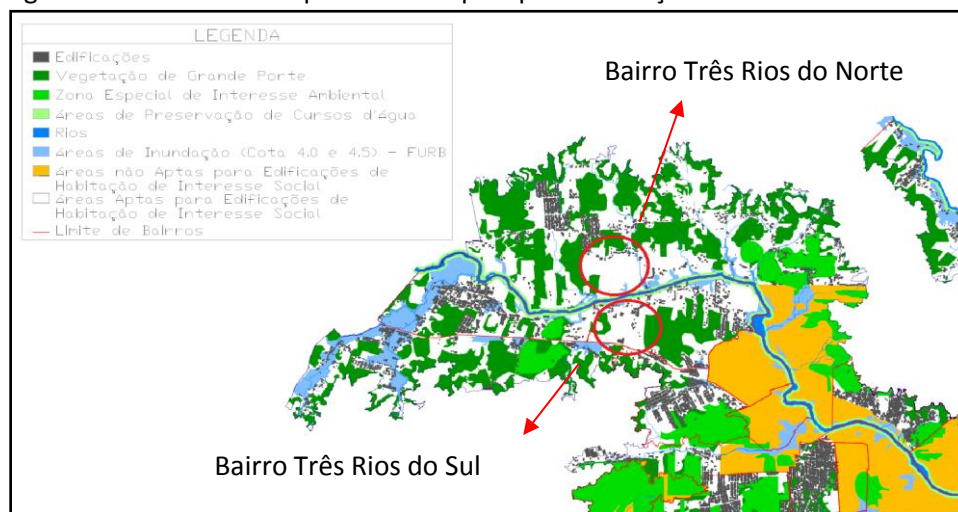 LEGENDA
Edificações
Vegetação de Grande Porte
Zona Especial de Interesse Ambiental
Áreas de Preservação de Cursos d'Água
Rios
Áreas de Inundação (Cota 4.0 e 4.5) - FURB
Áreas não Aptas para Edificações de
Habitação de Interesse Social
Áreas Aptas para Edificações de
Habitação de Interesse Social
Limite de Bairros
Bairro Três Rios do Norte
Bairro Três Rios do Sul